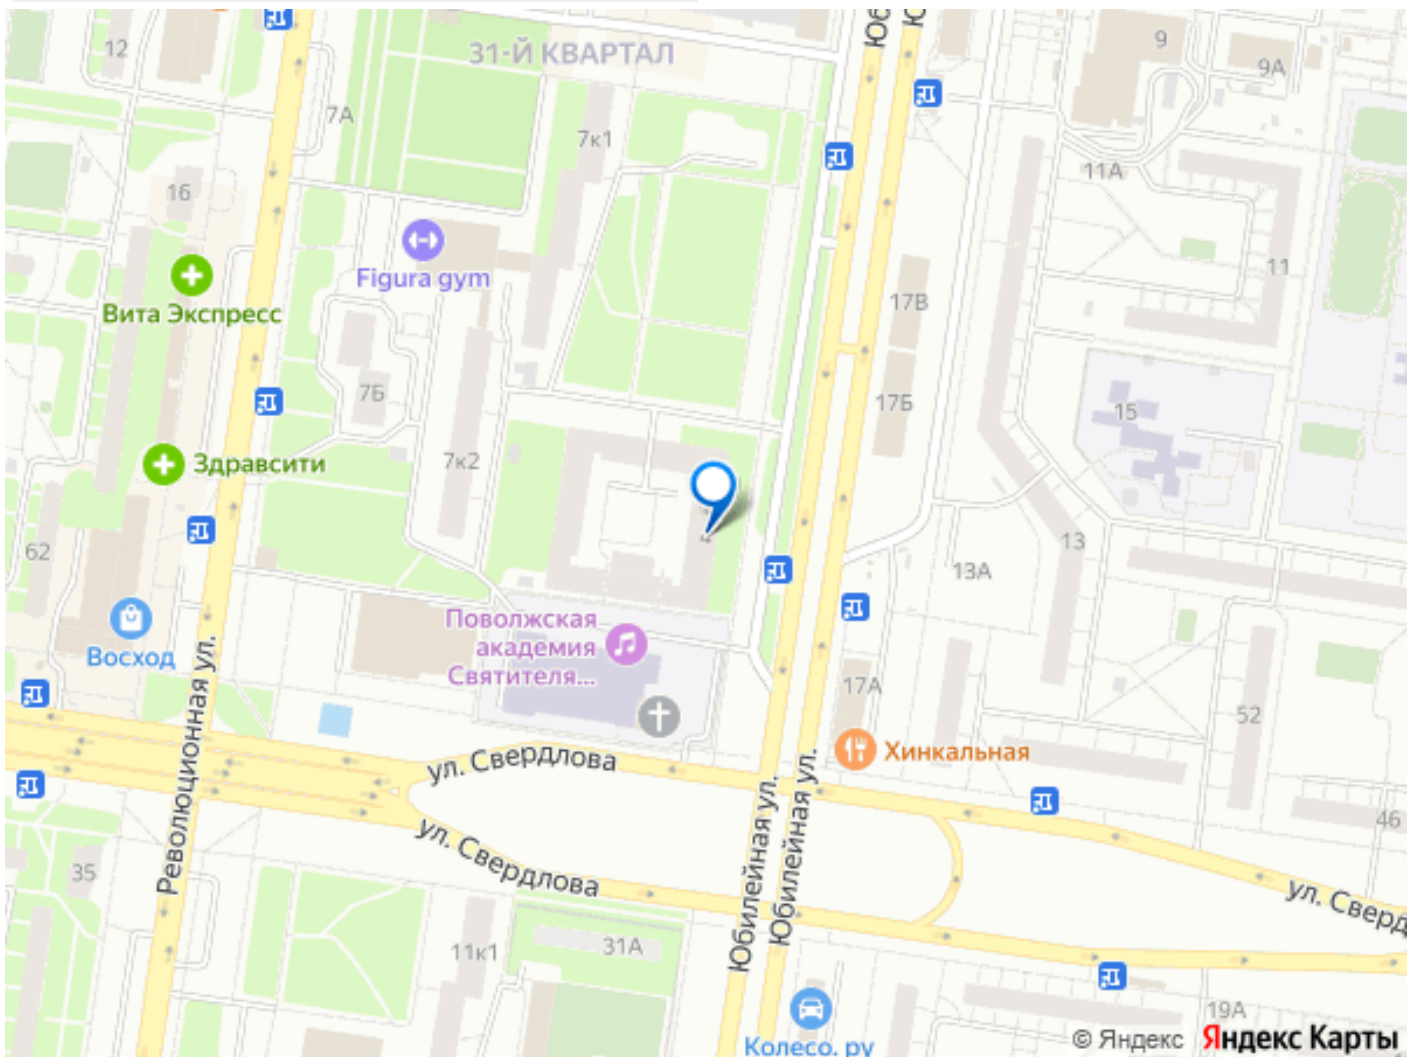 12
31-Й КВАРТАЛ
9
9А
7А
7к1
11А
16
11
Figura gym
Вита Экспресс
17В
7Б
17Б
15
7к2
Здравсити
62
13
13А
Восход
Поволжская
академия
Святителя...
17А
52
Хинкальная
ул. Свердлова
46
Революционная ул.
Юбилейная ул.
Юбилейная ул.
ул. Свердлова
35
11к1
31А
19А
Колесо. ру
© Яндекс Яндекс Карты